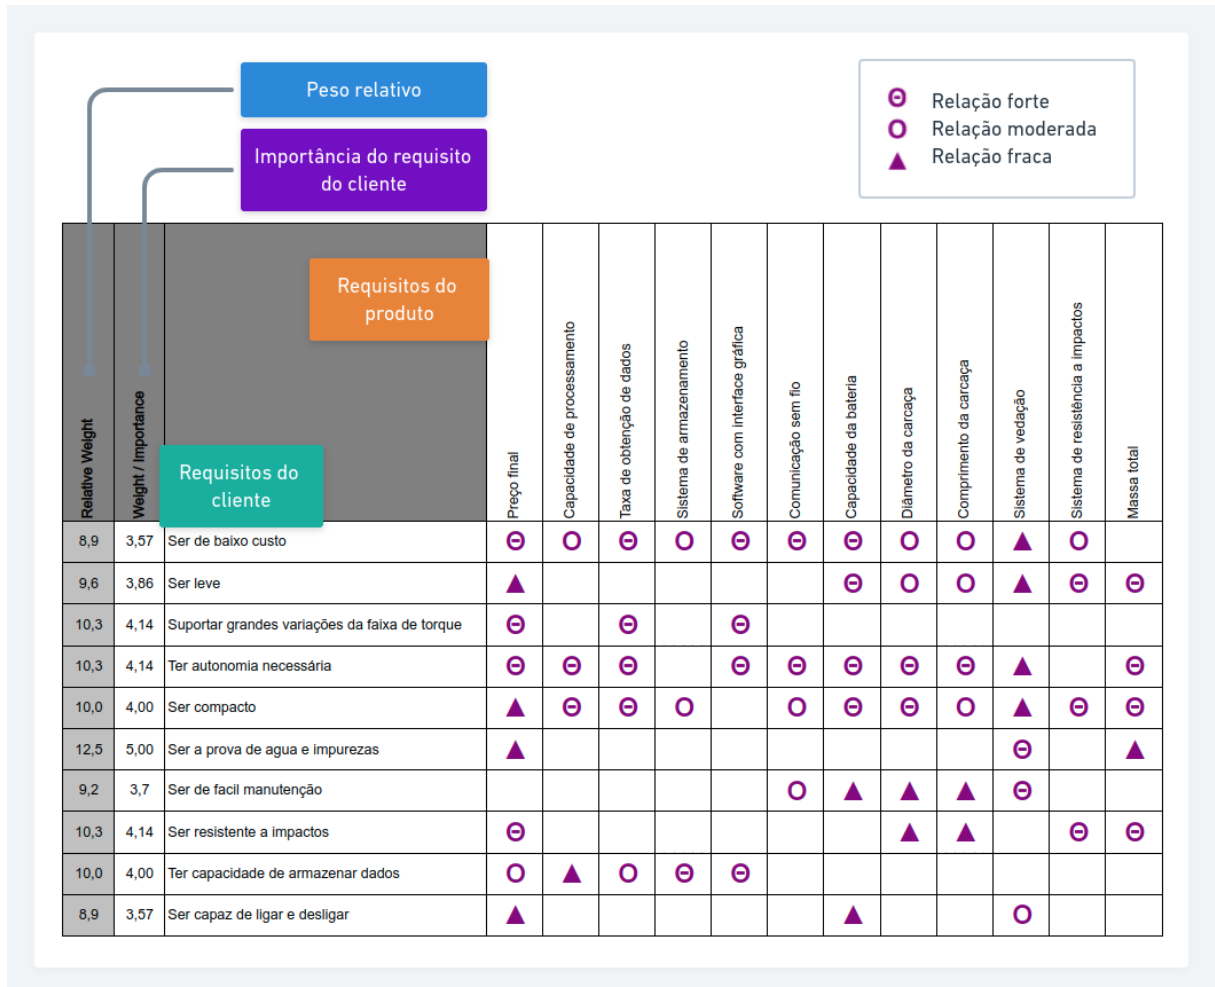 Peso relativo
Importância do requisito
do cliente
Relação forte
Relação moderada
Relação fraca
Requisitos do
produto
Requisitos do
cliente
Relative Weight
Weight / Importance
Preço final
Capacidade de processamento
Taxa de obtenção de dados
Sistema de armazenamento
Software com interface gráfica
Comunicação sem fio
Capacidade da bateria
Diâmetro da carcaça
Comprimento da carcaça
Sistema de vedação
Sistema de resistência a impactos
Massa total
8,9 3,57 Ser de baixo custo
9,6 3,86 Ser leve
10,3 4,14 Suportar grandes variações da faixa de torque
10,3 4,14 Ter autonomia necessária
10,0 4,00 Ser compacto
12,5 5,00 Ser a prova de agua e impurezas
9,2 3,7 Ser de facil manutenção
10,3 4,14 Ser resistente a impactos
10,0 4,00 Ter capacidade de armazenar dados
8,9 3,57 Ser capaz de ligar e desligar